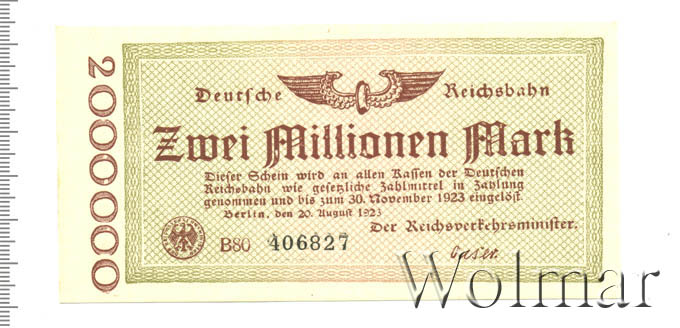 2000000
Deutsche Reichsbahn
Zwei Millionen Mark
Dieser Schein wird an allen Kassen der Deutschen
Reichsbahn wie gesetzliche Zahlmittel in Zahlung
genommen und bis zum 30. November 1923 eingelöst.
Berlin, den 20. August 1923
Der Reichsverkehrsminister.
B80 406827
Wolmar